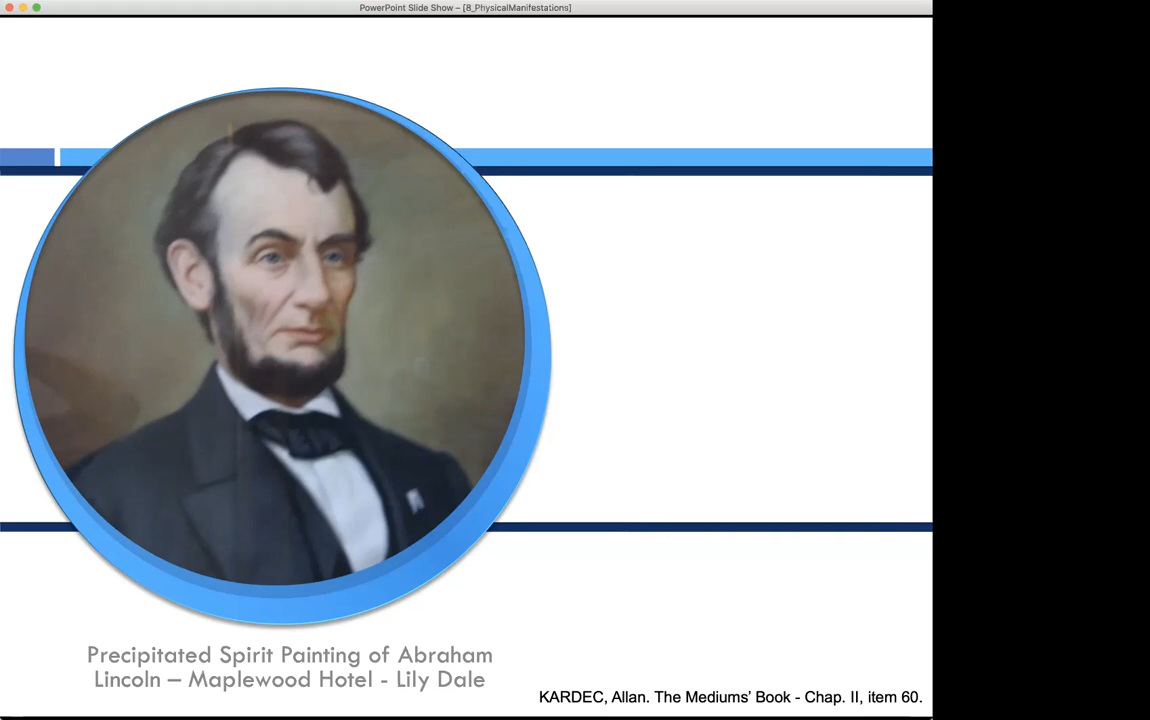 PowerPoint Slide Show – [8_PhysicalManifestations]
Precipitated Spirit Painting of Abraham
Lincoln – Maplewood Hotel - Lily Dale
KARDEC, Allan. The Mediums’ Book - Chap. II, item 60.